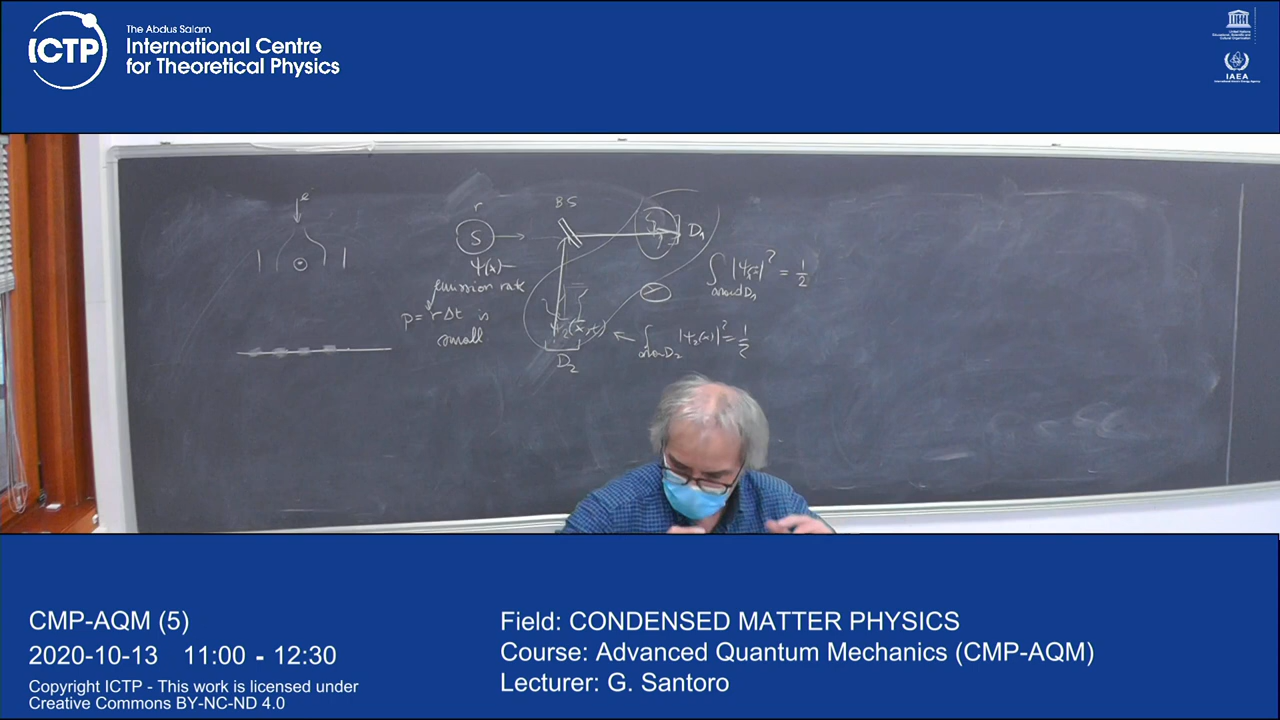 The Abdus Salam
ICTP
International Centre
for Theoretical Physics
IAEA
e
r
BS
S
D₁
ψ(x)
emission rate
p = rΔt is
small
∫ |ψ₁(x)|² = 1/2
around D₁
ψ₂(x,t)
∫ |ψ₂(x)|² = 1/2
around D₂
D₂
CMP-AQM (5)
2020-10-13 11:00 - 12:30
Copyright ICTP - This work is licensed under
Creative Commons BY-NC-ND 4.0
Field: CONDENSED MATTER PHYSICS
Course: Advanced Quantum Mechanics (CMP-AQM)
Lecturer: G. Santoro